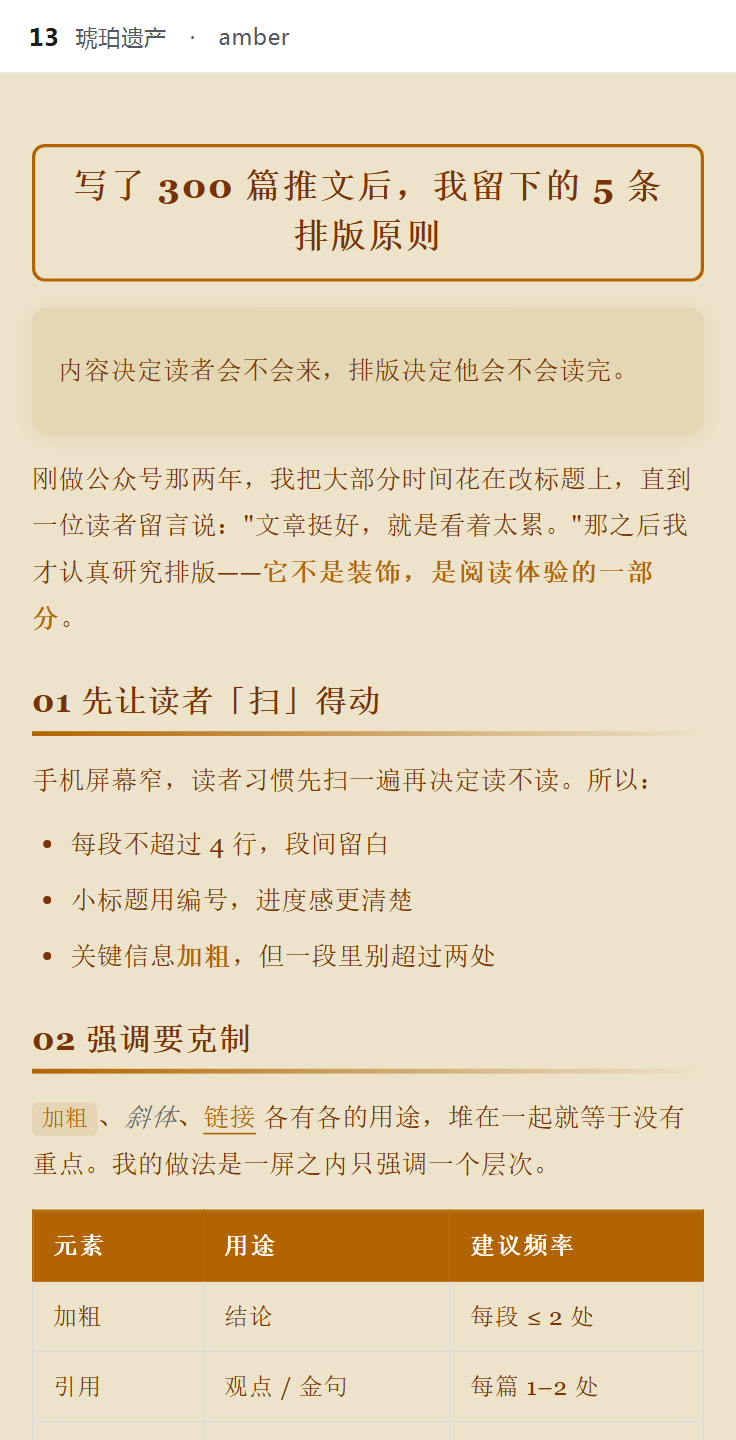 13 琥珀遗产 · amber
写了 300 篇推文后，我留下的 5 条
排版原则
内容决定读者会不会来，排版决定他会不会读完。
刚做公众号那两年，我把大部分时间花在改标题上，直到
一位读者留言说："文章挺好，就是看着太累。"那之后我
才认真研究排版——它不是装饰，是阅读体验的一部
分。
01 先让读者「扫」得动
手机屏幕窄，读者习惯先扫一遍再决定读不读。所以：
• 每段不超过 4 行，段间留白
• 小标题用编号，进度感更清楚
• 关键信息加粗，但一段里别超过两处
02 强调要克制
加粗、斜体、链接 各有各的用途，堆在一起就等于没有
重点。我的做法是一屏之内只强调一个层次。
元素 用途 建议频率
加粗 结论 每段 ≤ 2 处
引用 观点 / 金句 每篇 1–2 处